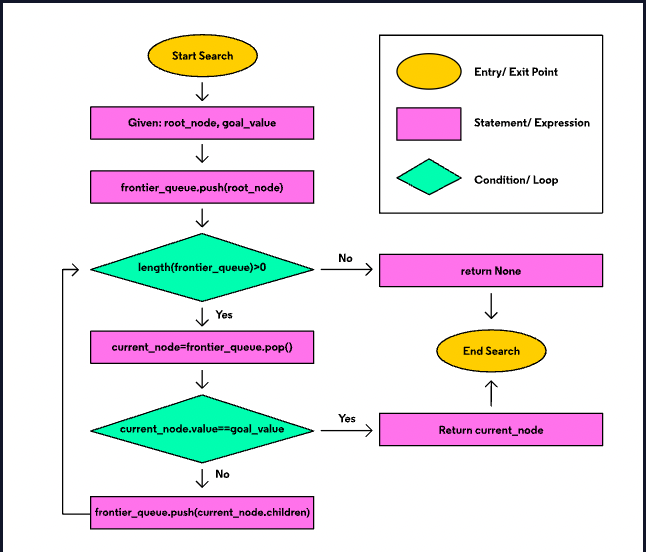 Start Search
Given: root_node, goal_value
frontier_queue.push(root_node)
length(frontier_queue)>0
No
return None
Yes
current_node=frontier_queue.pop()
End Search
current_node.value==goal_value
Yes
Return current_node
No
frontier_queue.push(current_node.children)
Entry/ Exit Point
Statement/ Expression
Condition/ Loop